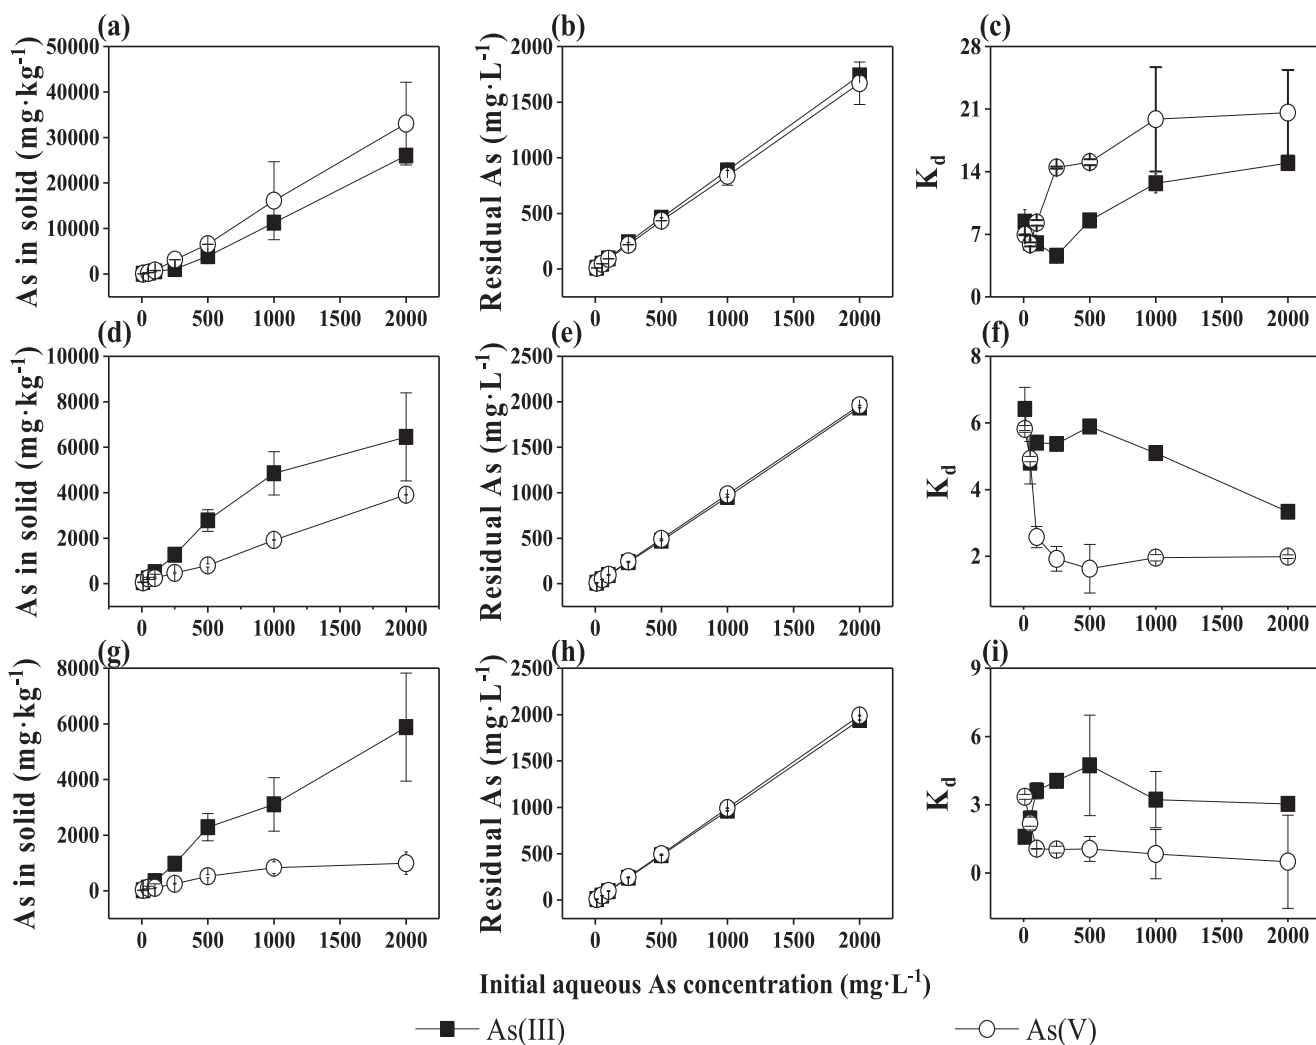 (a)
As in solid (mg·kg⁻¹)
50000
40000
30000
20000
10000
0
0 500 1000 1500 2000
(b)
Residual As (mg·L⁻¹)
2000
1500
1000
500
0
0 500 1000 1500 2000
(c)
K_d
28
21
14
7
0
0 500 1000 1500 2000
(d)
As in solid (mg·kg⁻¹)
10000
8000
6000
4000
2000
0
0 500 1000 1500 2000
(e)
Residual As (mg·L⁻¹)
2500
2000
1500
1000
500
0
0 500 1000 1500 2000
(f)
K_d
8
6
4
2
0 500 1000 1500 2000
(g)
As in solid (mg·kg⁻¹)
8000
6000
4000
2000
0
0 500 1000 1500 2000
(h)
Residual As (mg·L⁻¹)
2500
2000
1500
1000
500
0
0 500 1000 1500 2000
(i)
K_d
9
6
3
0
0 500 1000 1500 2000
Initial aqueous As concentration (mg·L⁻¹)
As(III)
As(V)